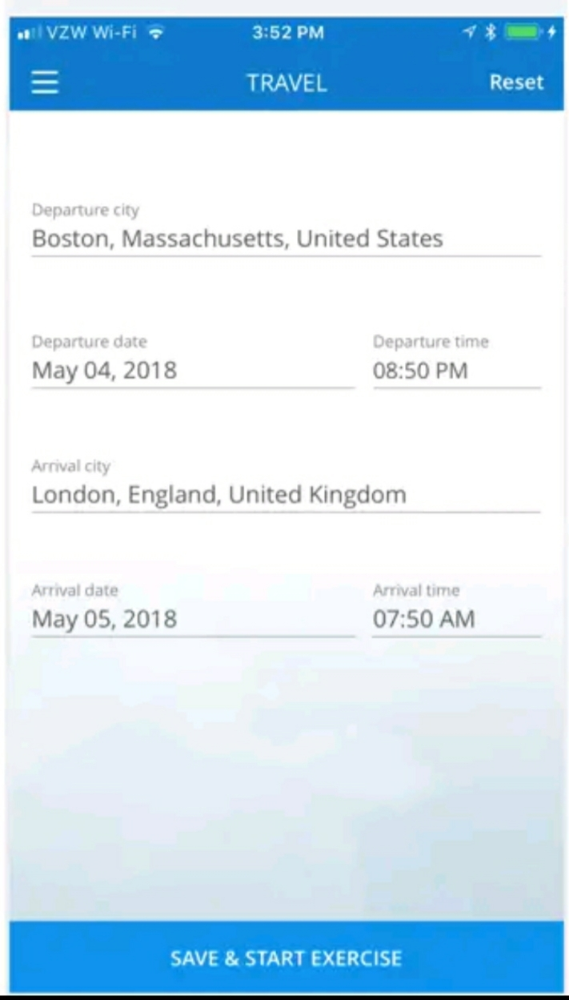 VZW Wi-Fi 3:52 PM
TRAVEL Reset
Departure city
Boston, Massachusetts, United States
Departure date Departure time
May 04, 2018 08:50 PM
Arrival city
London, England, United Kingdom
Arrival date Arrival time
May 05, 2018 07:50 AM
SAVE & START EXERCISE